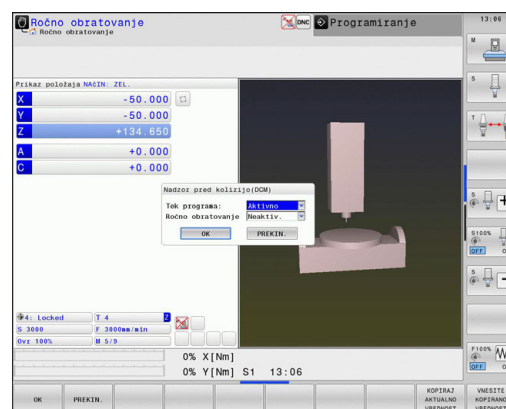 Ročno obratovanje
Ročno obratovanje
DNC
Programiranje
13:06
M
Prikaz položaja NAčIN: ZEL.
X -50.000
Y -50.000
Z +134.650
A +0.000
C +0.000
S
T
Nadzor pred kolizijo(DCM)
Tek programa: Aktivno
Ročno obratovanje Neaktiv.
OK PREKIN.
S
S100%
OFF
S
4: Locked T 4 Z
S 3000 F 3000mm/min
Ovr 100% M 5/9
0% X[Nm]
0% Y[Nm] S1 13:06
F100%
OFF
OK PREKIN.
KOPIRAJ
AKTUALNO
VREDNOST
VNESITE
KOPIRANO
VREDNOST